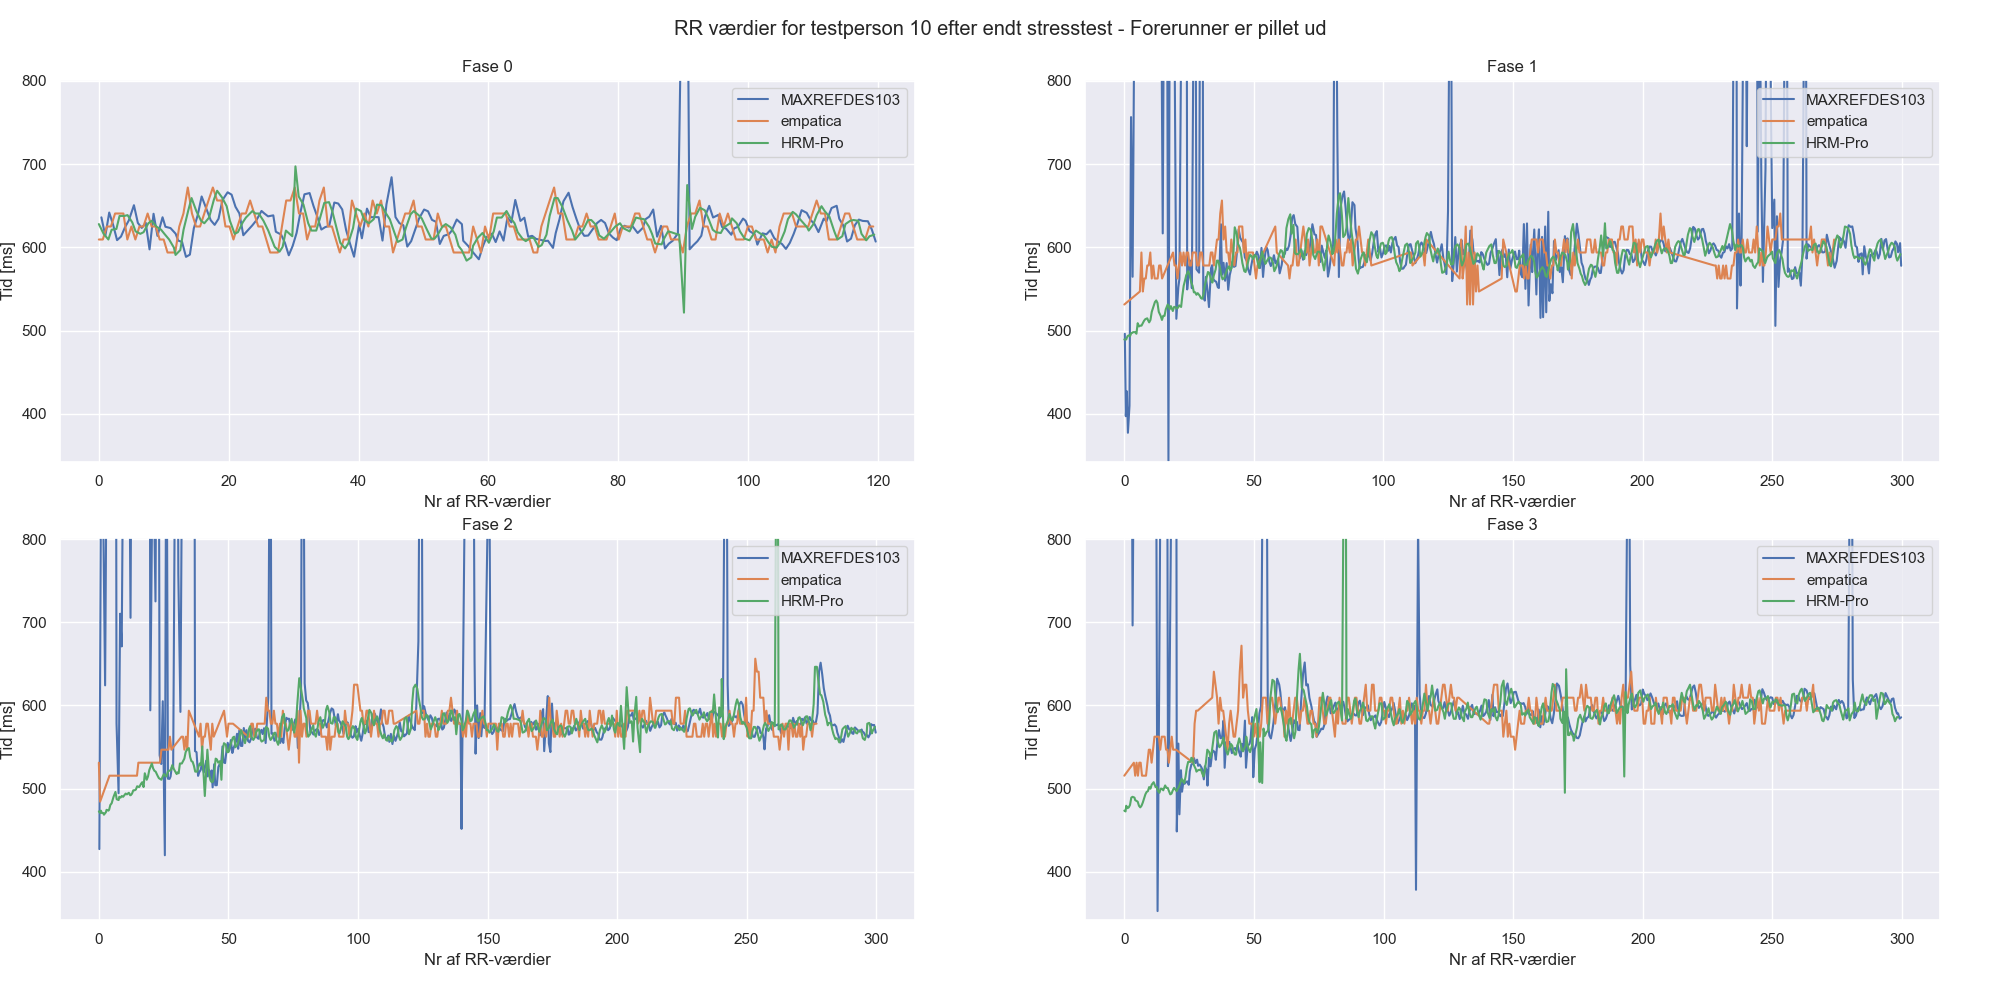 RR værdier for testperson 10 efter endt stresstest - Forerunner er pillet ud
Fase 0
800
700
600
500
400
Tid [ms]
0 20 40 60 80 100 120
Nr af RR-værdier
MAXREFDES103
empatica
HRM-Pro
Fase 1
800
700
600
500
400
Tid [ms]
0 50 100 150 200 250 300
Nr af RR-værdier
MAXREFDES103
empatica
HRM-Pro
Fase 2
800
700
600
500
400
Tid [ms]
0 50 100 150 200 250 300
Nr af RR-værdier
MAXREFDES103
empatica
HRM-Pro
Fase 3
800
700
600
500
400
Tid [ms]
0 50 100 150 200 250 300
Nr af RR-værdier
MAXREFDES103
empatica
HRM-Pro